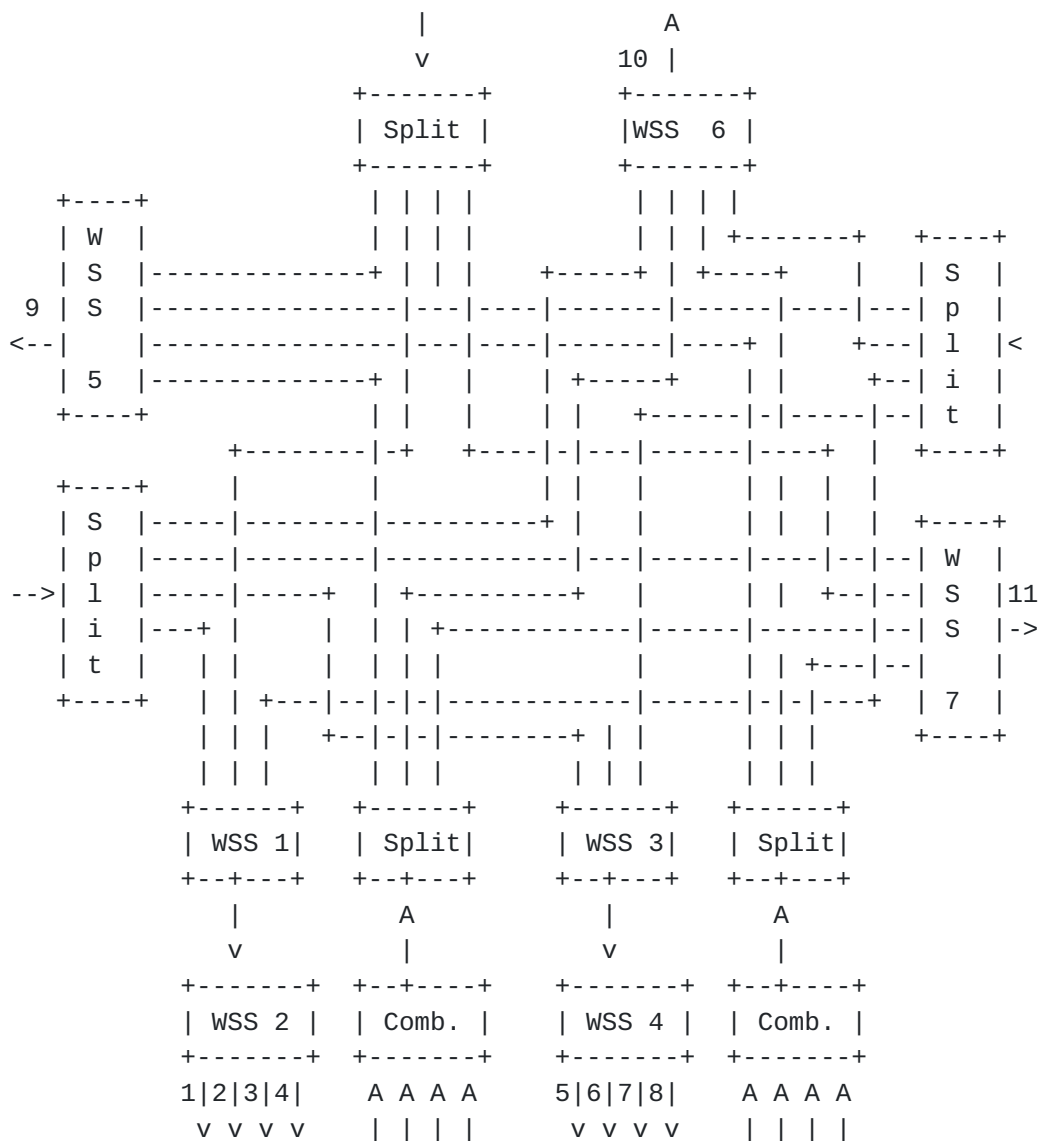 |               A
                          v            10 |
                      +-------+        +-------+
                      | Split |        |WSS  6 |
                      +-------+        +-------+
   +----+              | | | |          | | | |
   | W  |              | | | |          | | | +-------+   +----+
   | S  |--------------+ | | |    +-----+ | +----+    |   | S  |
 9 | S  |----------------|---|----|-------|------|----|---| p  |
<--|    |----------------|---|----|-------|----+ |    +---| l  |<
   | 5  |--------------+ |   |    | +-----+    | |     +--| i  |
   +----+              | |   |    | |   +------|-|-----|--| t  |
              +--------|-+   +----|-|---|------|----+  |  +----+
   +----+     |        |          | |   |      | |  |  |
   | S  |-----|--------|----------+ |   |      | |  |  |  +----+
   | p  |-----|--------|------------|---|------|----|--|--| W  |
-->| l  |-----|-----+  | +----------+   |      | |  +--|--| S  |11
   | i  |---+ |     |  | | +------------|------|-------|--| S  |->
   | t  |   | |     |  | | |            |      | | +---|--|    |
   +----+   | | +---|--|-|-|------------|------|-|-|---+  | 7  |
            | | |   +--|-|-|--------+ | |      | | |      +----+
            | | |      | | |        | | |      | | |
           +------+   +------+     +------+   +------+
           | WSS 1|   | Split|     | WSS 3|   | Split|
           +--+---+   +--+---+     +--+---+   +--+---+
              |          A            |          A
              v          |            v          |
           +-------+  +--+----+    +-------+  +--+----+
           | WSS 2 |  | Comb. |    | WSS 4 |  | Comb. |
           +-------+  +-------+    +-------+  +-------+
           1|2|3|4|    A A A A     5|6|7|8|    A A A A
            v v v v    | | | |      v v v v    | | | |